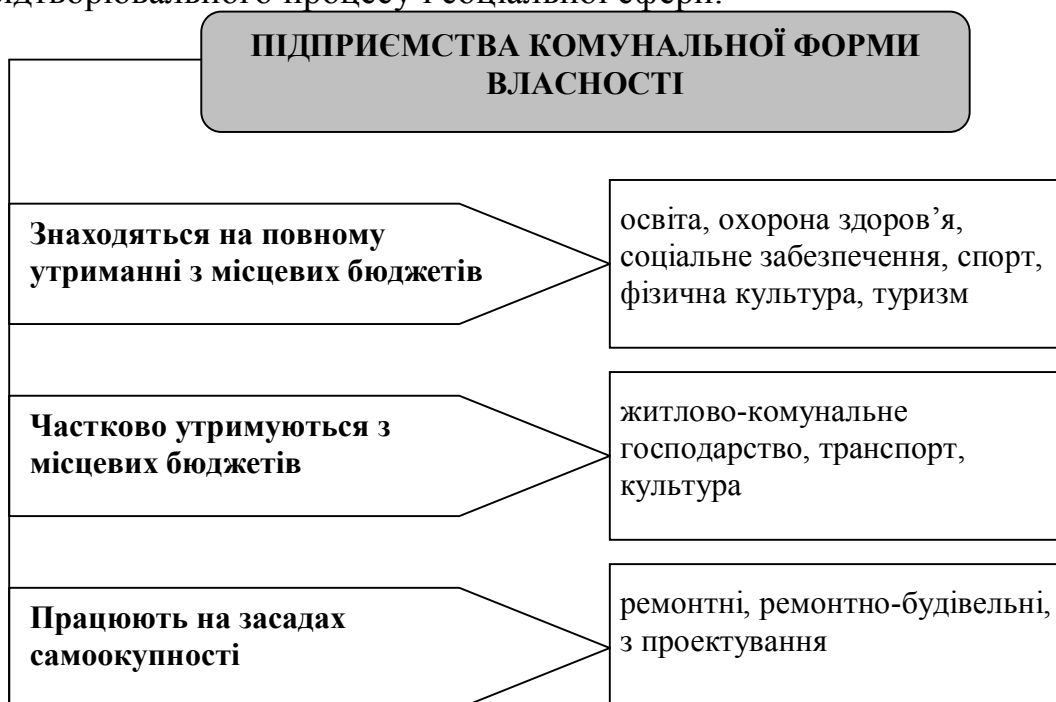 відтворювального процесу і соціальної сфери.
ПІДПРИЄМСТВА КОМУНАЛЬНОЇ ФОРМИ
ВЛАСНОСТІ
Знаходяться на повному
утриманні з місцевих бюджетів
освіта, охорона здоров’я,
соціальне забезпечення, спорт,
фізична культура, туризм
Частково утримуються з
місцевих бюджетів
житлово-комунальне
господарство, транспорт,
культура
Працюють на засадах
самоокупності
ремонтні, ремонтно-будівельні,
з проектування